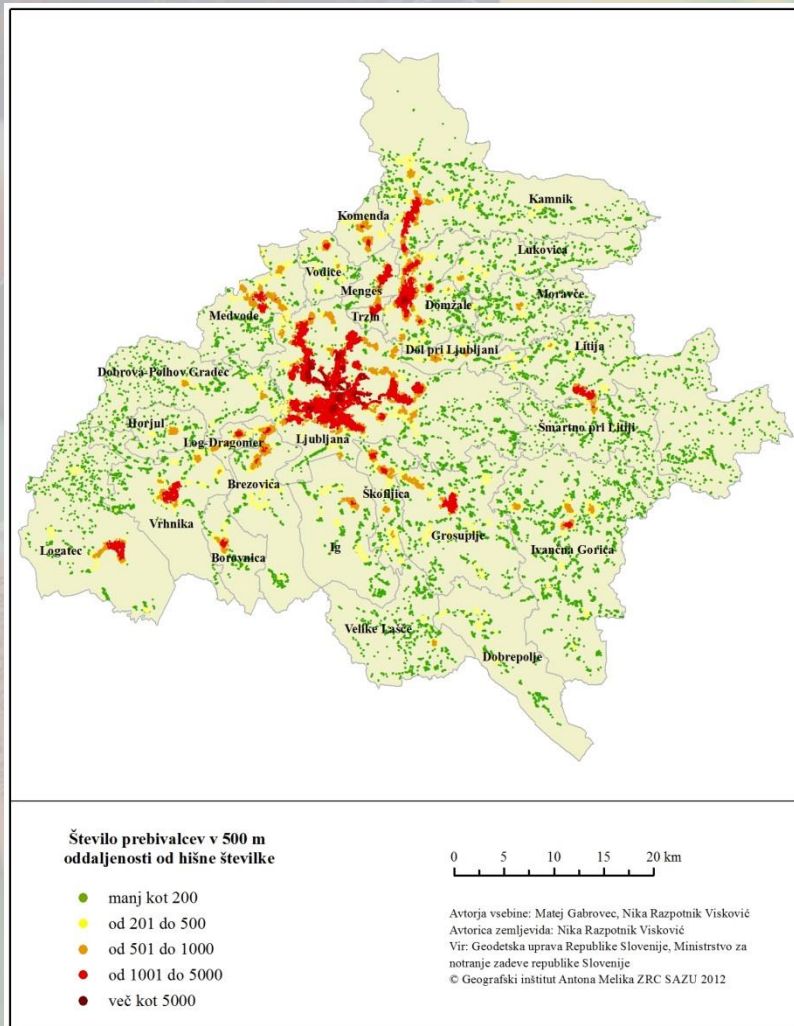 Kamnik
Komenda
Lukovica
Vodice
Mengeš
Moravče
Domžale
Medvode
Trzin
Dol pri Ljubljani
Litija
Dobrova-Polhov Gradec
Šmartno pri Litiji
Horjul
Log-Dragomer
Ljubljana
Brezovica
Škofljica
Vrhnika
Grosuplje
Logatec
Ig
Ivančna Gorica
Borovnica
Velike Lašče
Dobrepolje
Število prebivalcev v 500 m
oddaljenosti od hišne številke
manj kot 200
od 201 do 500
od 501 do 1000
od 1001 do 5000
več kot 5000
0 5 10 15 20 km
Avtorja vsebine: Matej Gabrovec, Nika Razpotnik Visković
Avtorica zemljevida: Nika Razpotnik Visković
Vir: Geodetska uprava Republike Slovenije, Ministrstvo za
notranje zadeve republike Slovenije
© Geografski inštitut Antona Melika ZRC SAZU 2012